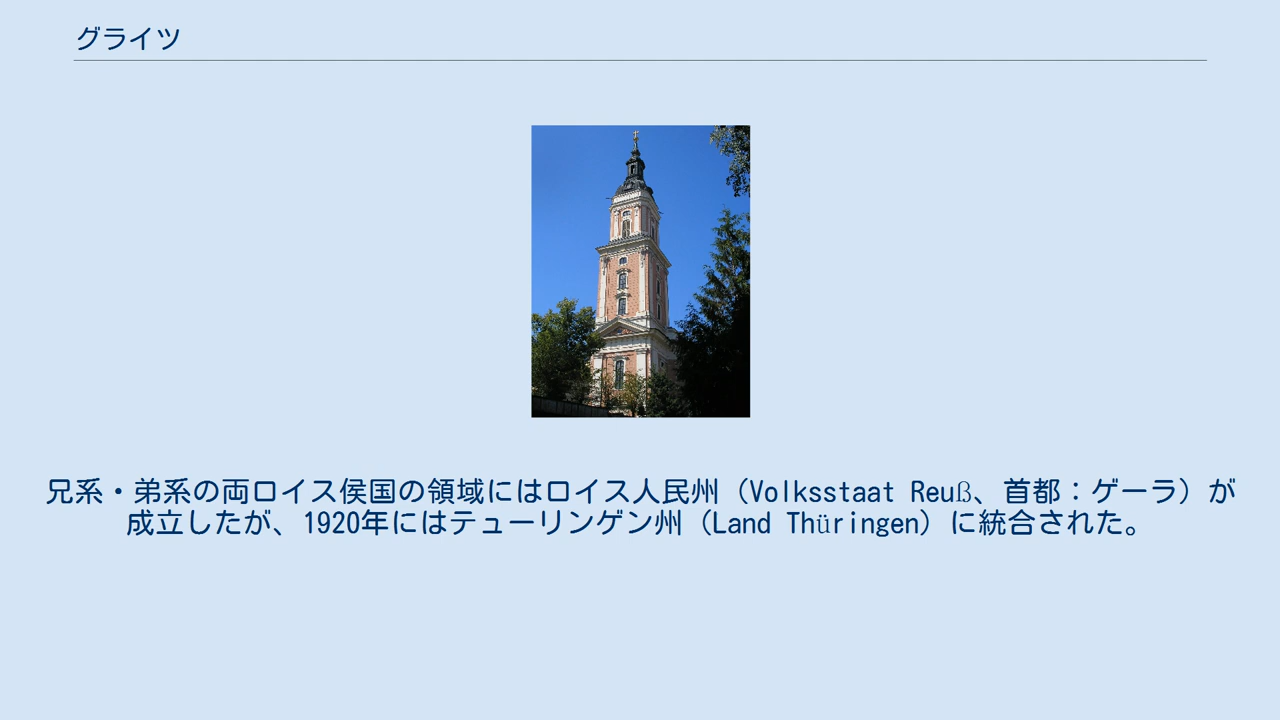 グライツ
兄系・弟系の両ロイス侯国の領域にはロイス人民州（Volksstaat Reuß、首都：ゲーラ）が
成立したが、1920年にはテューリンゲン州（Land Thüringen）に統合された。